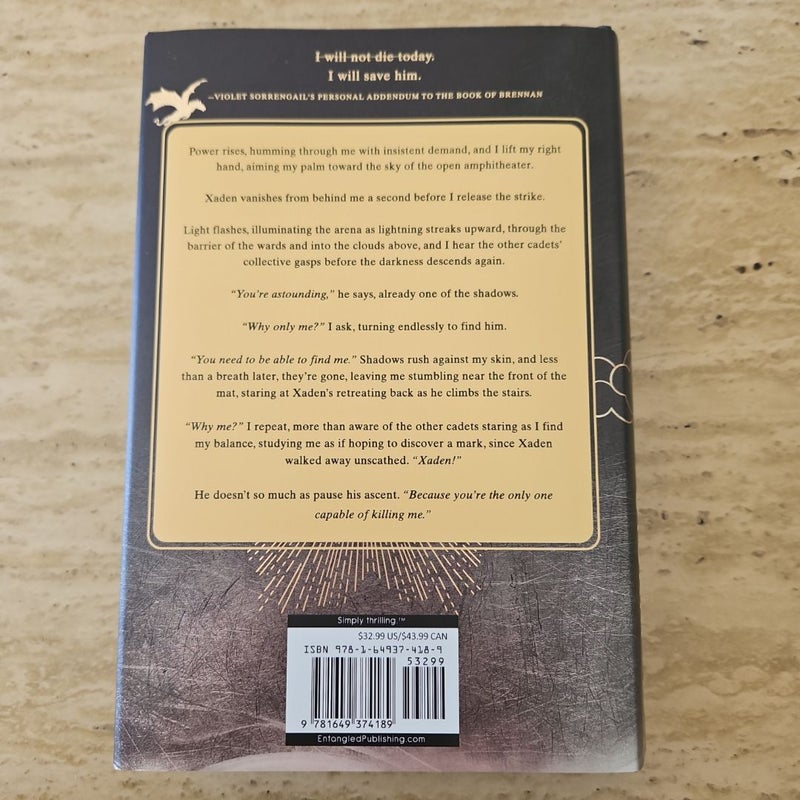 I will not die today.
I will save him.
—VIOLET SORRENGAIL'S PERSONAL ADDENDUM TO THE BOOK OF BRENNAN
Power rises, humming through me with insistent demand, and I lift my right
hand, aiming my palm toward the sky of the open amphitheater.
Xaden vanishes from behind me a second before I release the strike.
Light flashes, illuminating the arena as lightning streaks upward, through the
barrier of the wards and into the clouds above, and I hear the other cadets'
collective gasps before the darkness descends again.
"You're astounding," he says, already one of the shadows.
"Why only me?" I ask, turning endlessly to find him.
"You need to be able to find me." Shadows rush against my skin, and less
than a breath later, they're gone, leaving me stumbling near the front of the
mat, staring at Xaden's retreating back as he climbs the stairs.
"Why me?" I repeat, more than aware of the other cadets staring as I find
my balance, studying me as if hoping to discover a mark, since Xaden
walked away unscathed. "Xaden!"
He doesn't so much as pause his ascent. "Because you're the only one
capable of killing me."
Simply thrilling.™
$32.99 US/$43.99 CAN
ISBN 978-1-64937-418-9
53299
9 781649 374189
EntangledPublishing.com